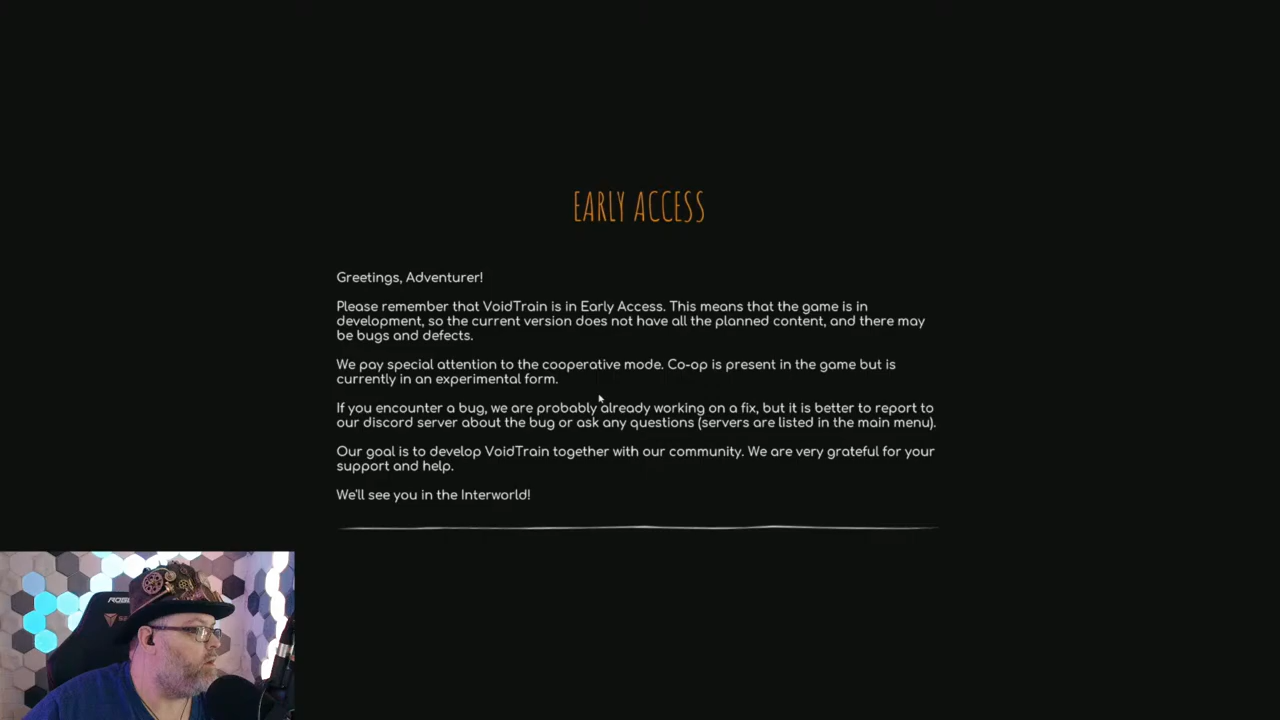 EARLY ACCESS
Greetings, Adventurer!
Please remember that VoidTrain is in Early Access. This means that the game is in
development, so the current version does not have all the planned content, and there may
be bugs and defects.
We pay special attention to the cooperative mode. Co-op is present in the game but is
currently in an experimental form.
If you encounter a bug, we are probably already working on a fix, but it is better to report to
our discord server about the bug or ask any questions (servers are listed in the main menu).
Our goal is to develop VoidTrain together with our community. We are very grateful for your
support and help.
We'll see you in the Interworld!